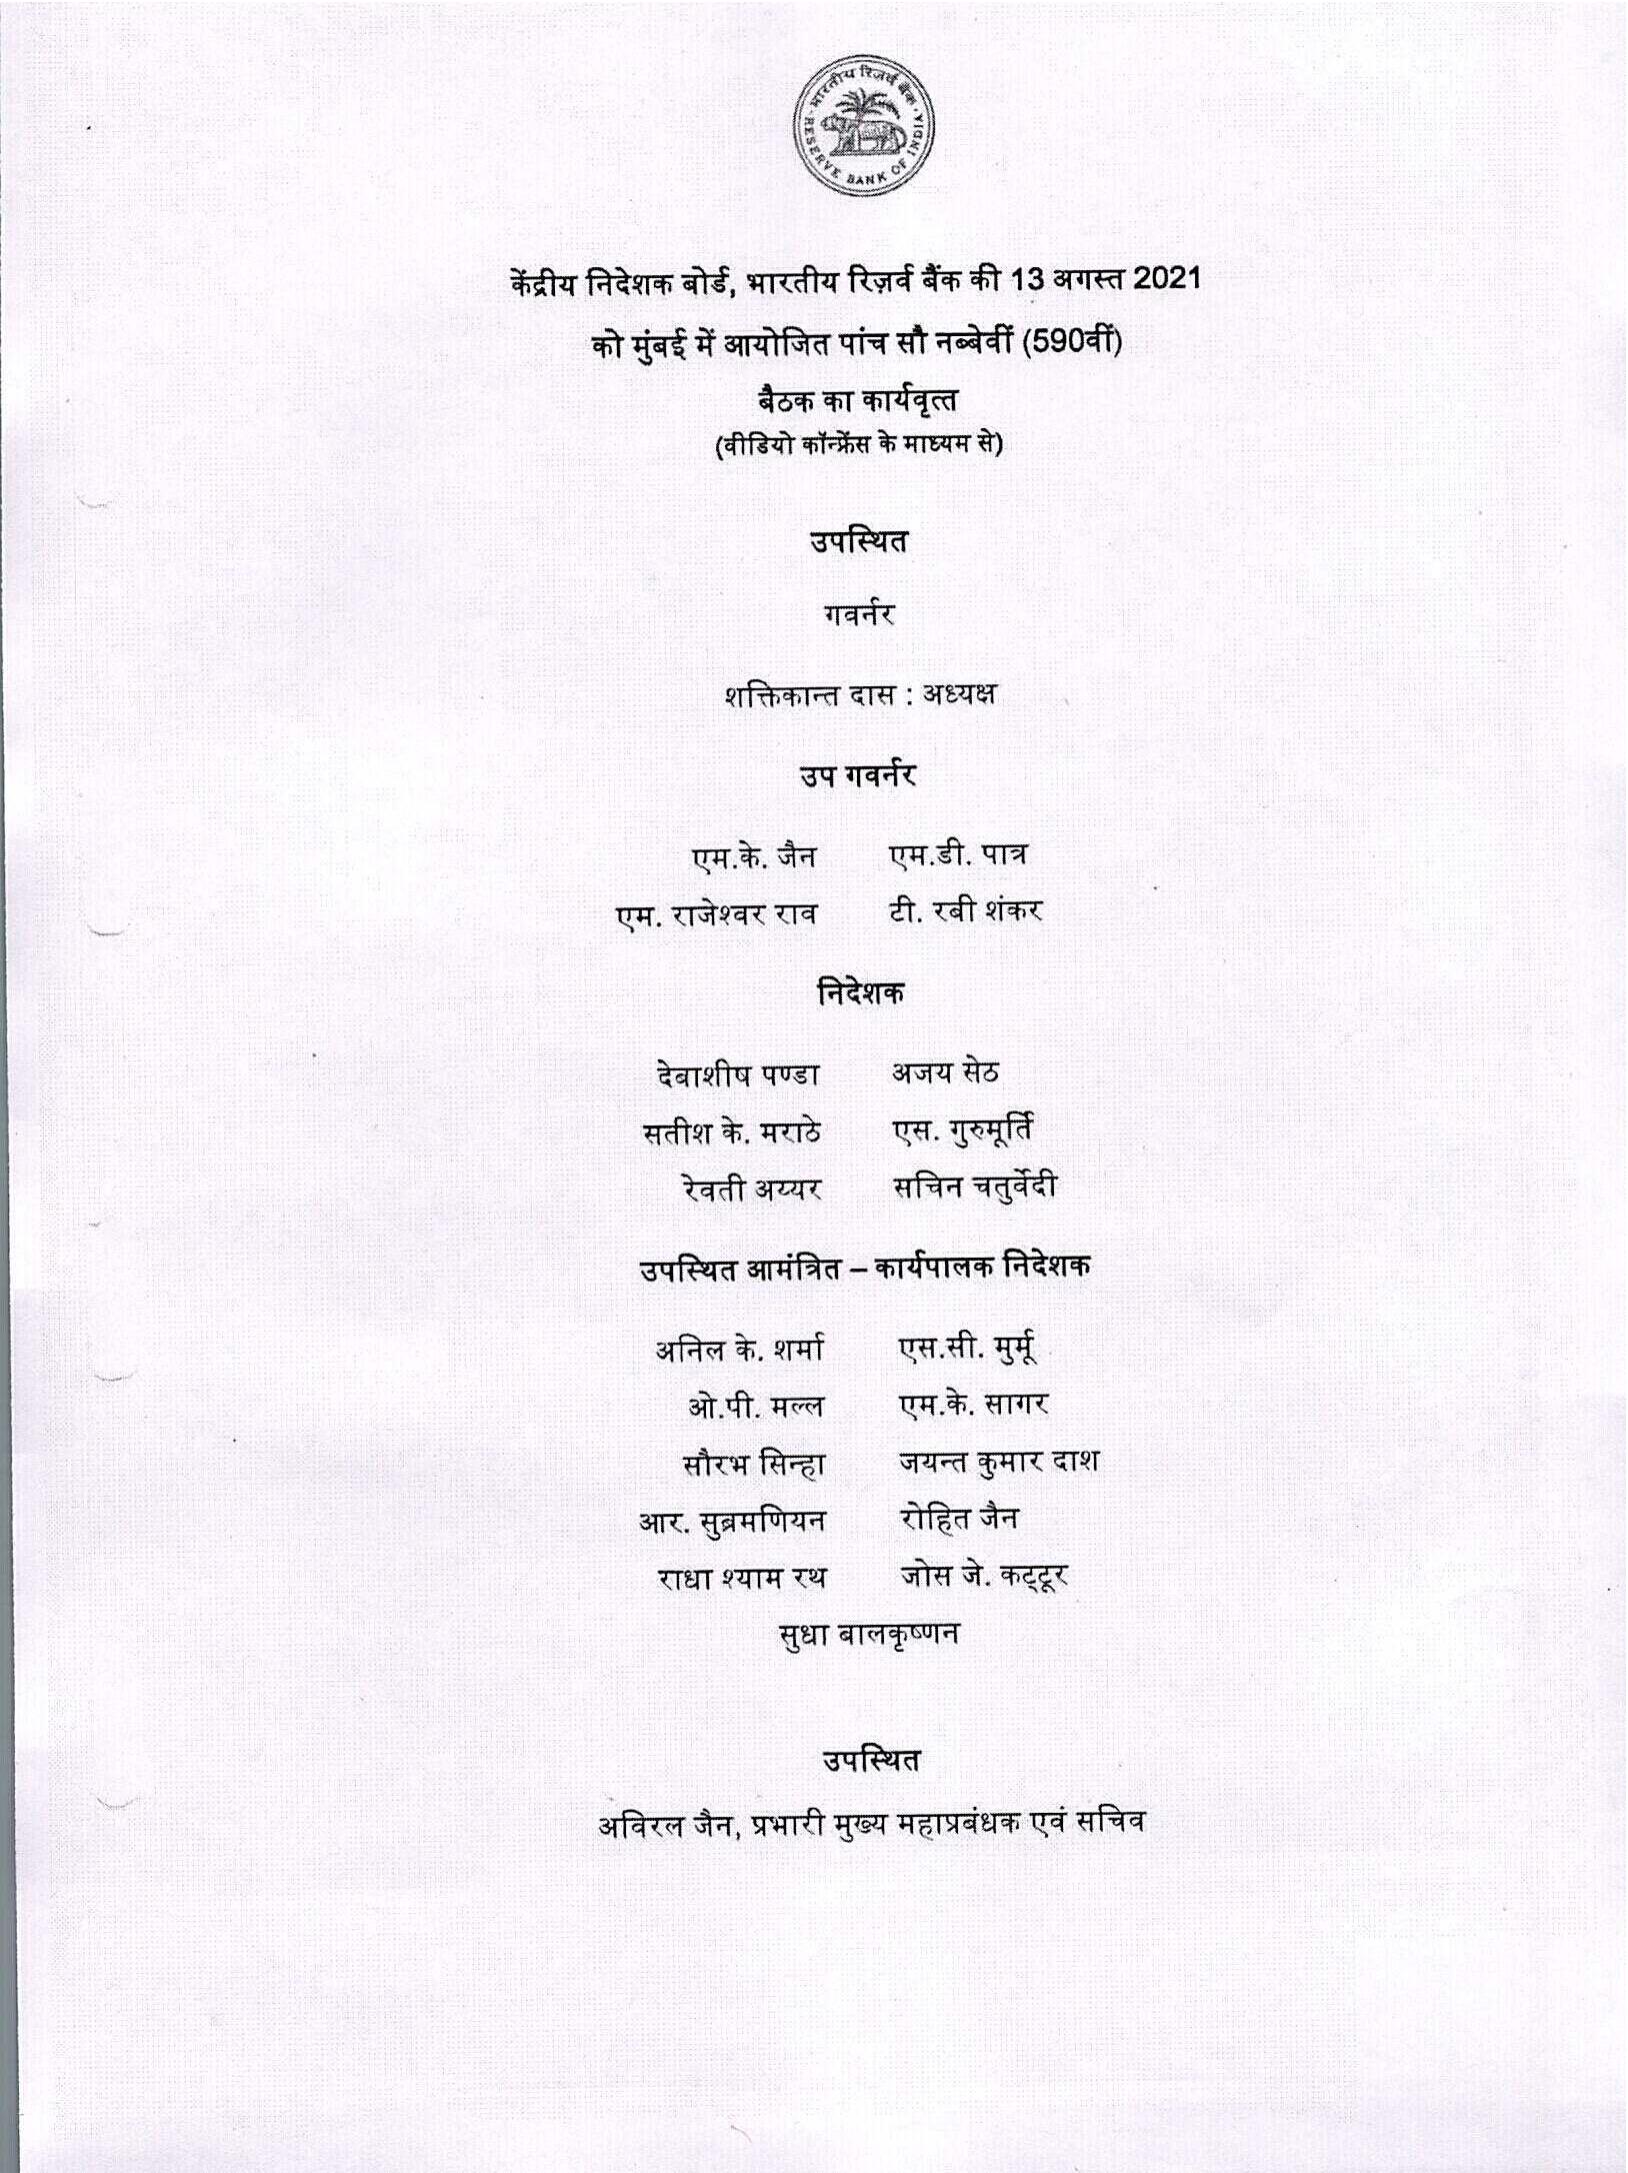 भारतीय रिज़र्व बैंक
RESERVE BANK OF INDIA
केंद्रीय निदेशक बोर्ड, भारतीय रिज़र्व बैंक की 13 अगस्त 2021
को मुंबई में आयोजित पांच सौ नब्बेवीं (590वीं)
बैठक का कार्यवृत्त
(वीडियो कॉन्फ्रेंस के माध्यम से)
उपस्थित
गवर्नर
शक्तिकान्त दास : अध्यक्ष
उप गवर्नर
एम.के. जैन एम.डी. पात्र
एम. राजेश्वर राव टी. रबी शंकर
निदेशक
देबाशीष पण्डा अजय सेठ
सतीश के. मराठे एस. गुरुमूर्ति
रेवती अय्यर सचिन चतुर्वेदी
उपस्थित आमंत्रित – कार्यपालक निदेशक
अनिल के. शर्मा एस.सी. मुर्मू
ओ.पी. मल्ल एम.के. सागर
सौरभ सिन्हा जयन्त कुमार दाश
आर. सुब्रमणियन रोहित जैन
राधा श्याम रथ जोस जे. कट्टूर
सुधा बालकृष्णन
उपस्थित
अविरल जैन, प्रभारी मुख्य महाप्रबंधक एवं सचिव